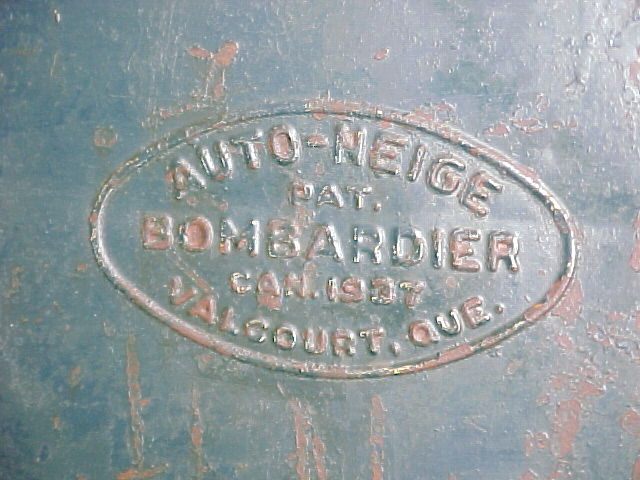 AUTO-NEIGE
PAT.
BOMBARDIER
CAN. 1937
VALCOURT, QUE.